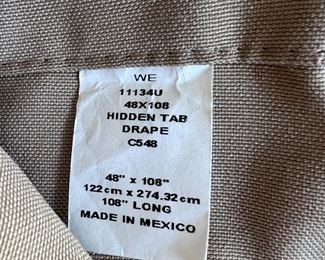 WE
11134U
48X108
HIDDEN TAB
DRAPE
C548
48" x 108"
122cm x 274.32cm
108" LONG
MADE IN MEXICO